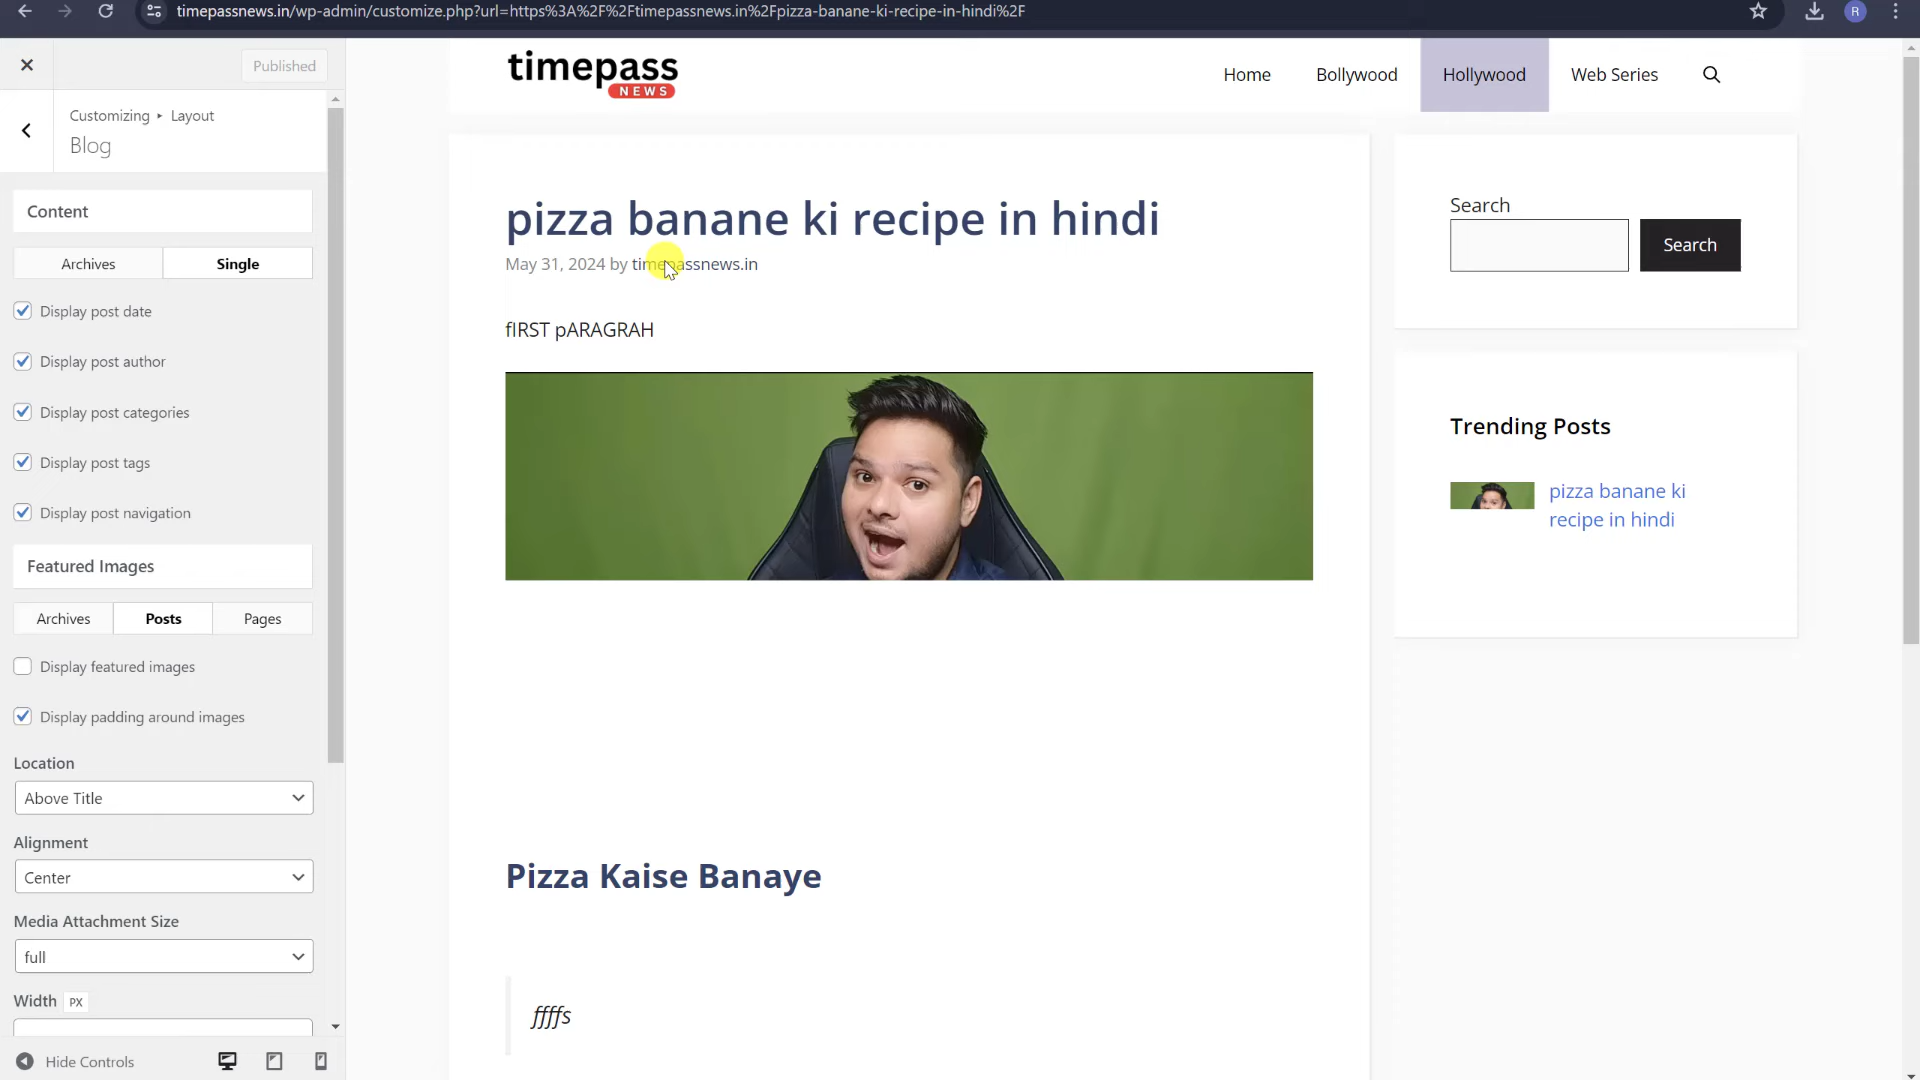 timepassnews.in/wp-admin/customize.php?url=https%3A%2F%2Ftimepassnews.in%2Fpizza-banane-ki-recipe-in-hindi%2F
R
Published
Customizing ▸ Layout
Blog
Content
Archives
Single
Display post date
Display post author
Display post categories
Display post tags
Display post navigation
Featured Images
Archives
Posts
Pages
Display featured images
Display padding around images
Location
Above Title
Alignment
Center
Media Attachment Size
full
Width PX
Hide Controls
timepass
NEWS
Home
Bollywood
Hollywood
Web Series
pizza banane ki recipe in hindi
May 31, 2024 by timepassnews.in
fIRST pARAGRAH
Pizza Kaise Banaye
ffffs
Search
Search
Trending Posts
pizza banane ki
recipe in hindi